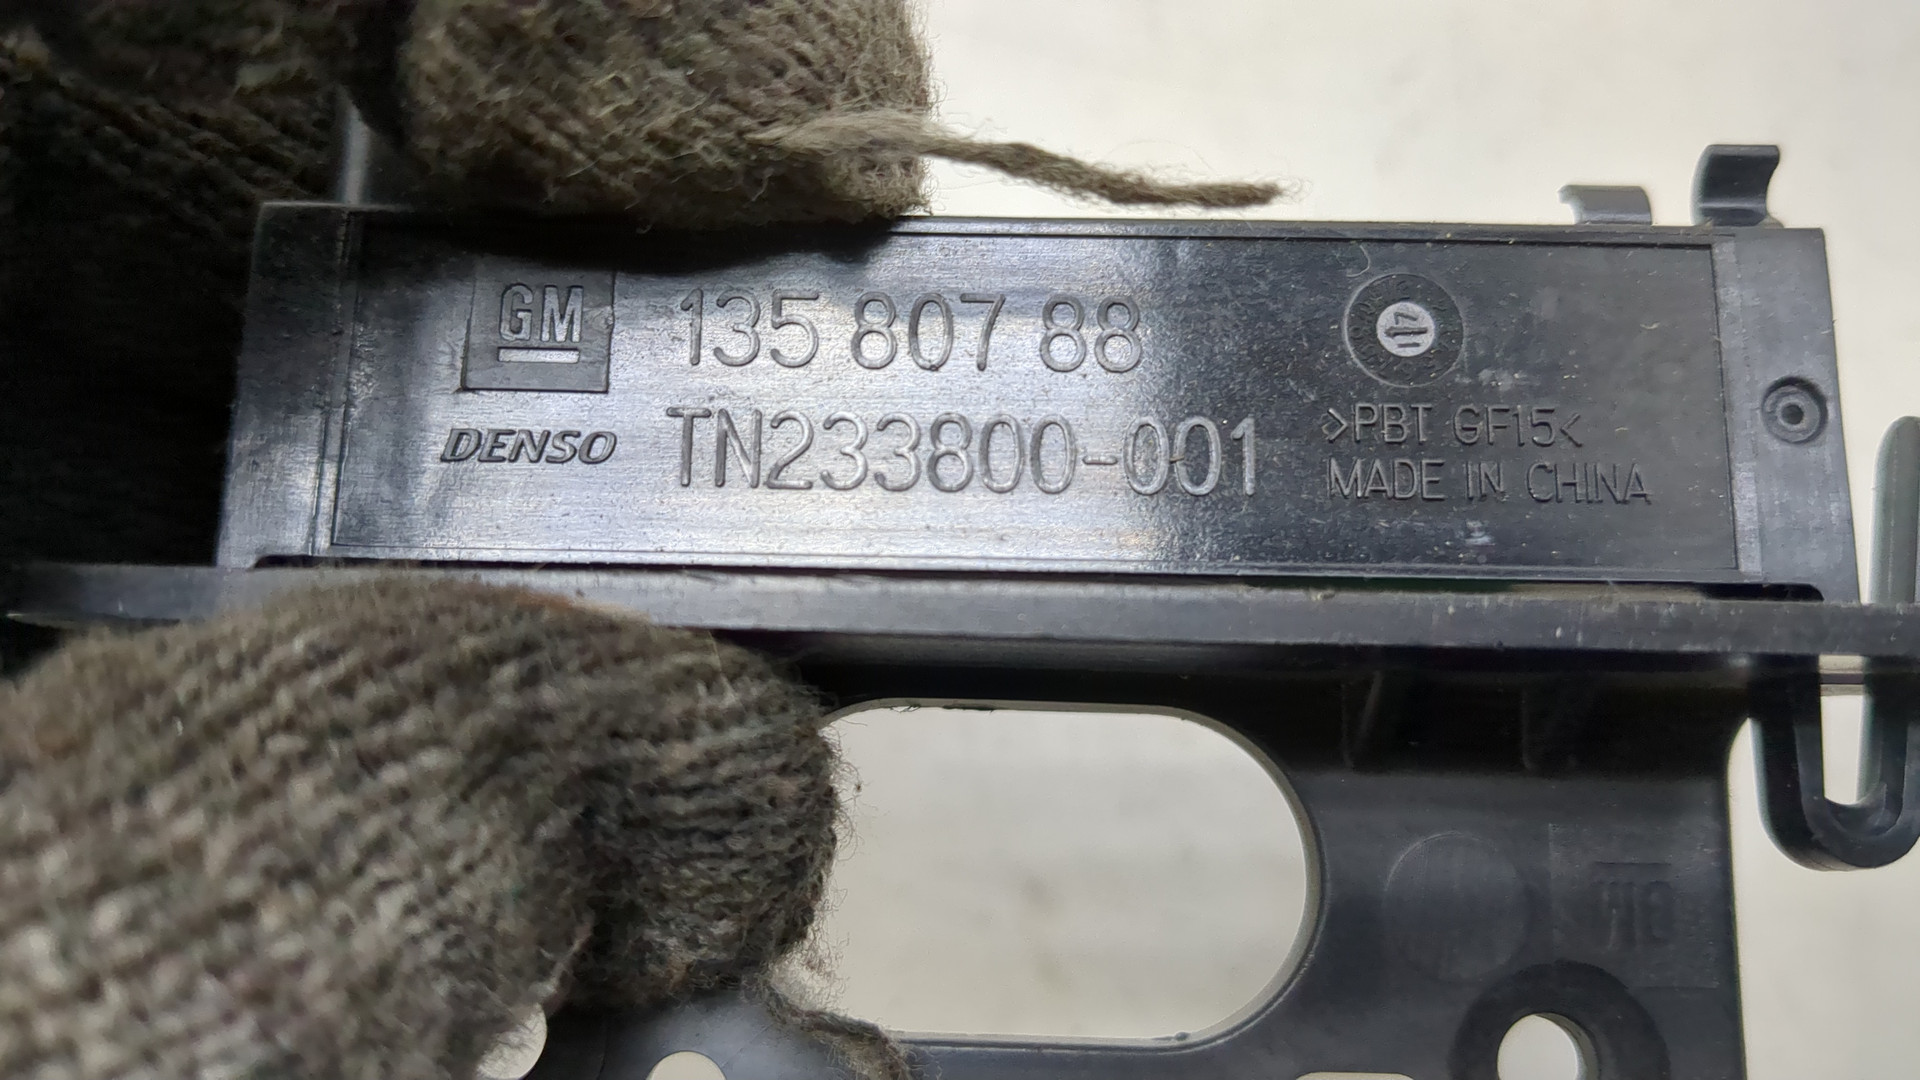 GM 135 807 88
DENSO TN233800-001
>PBT GF15<
MADE IN CHINA